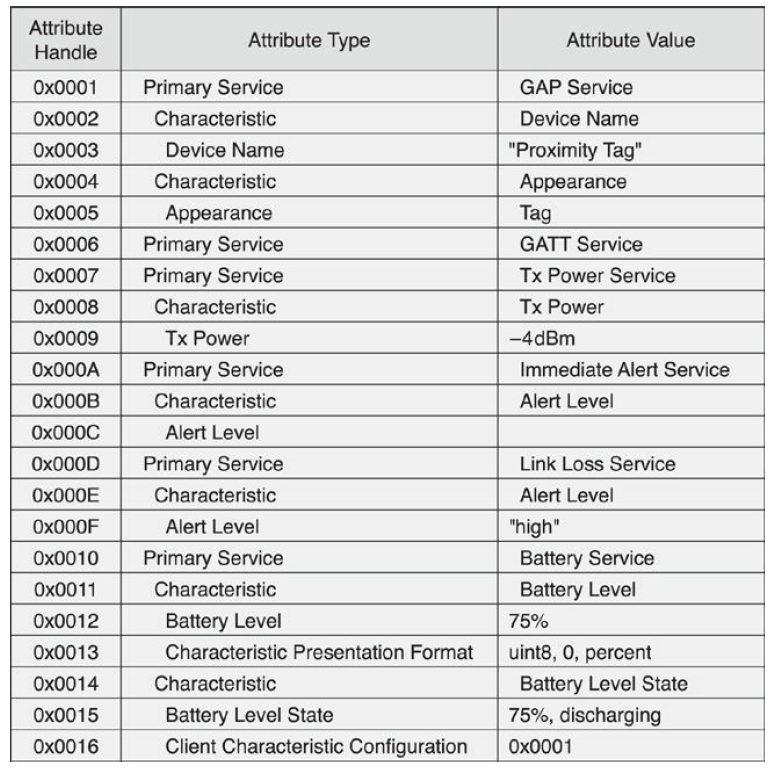 Attribute Handle Attribute Type Attribute Value
0x0001 Primary Service GAP Service
0x0002 Characteristic Device Name
0x0003 Device Name "Proximity Tag"
0x0004 Characteristic Appearance
0x0005 Appearance Tag
0x0006 Primary Service GATT Service
0x0007 Primary Service Tx Power Service
0x0008 Characteristic Tx Power
0x0009 Tx Power –4dBm
0x000A Primary Service Immediate Alert Service
0x000B Characteristic Alert Level
0x000C Alert Level
0x000D Primary Service Link Loss Service
0x000E Characteristic Alert Level
0x000F Alert Level "high"
0x0010 Primary Service Battery Service
0x0011 Characteristic Battery Level
0x0012 Battery Level 75%
0x0013 Characteristic Presentation Format uint8, 0, percent
0x0014 Characteristic Battery Level State
0x0015 Battery Level State 75%, discharging
0x0016 Client Characteristic Configuration 0x0001